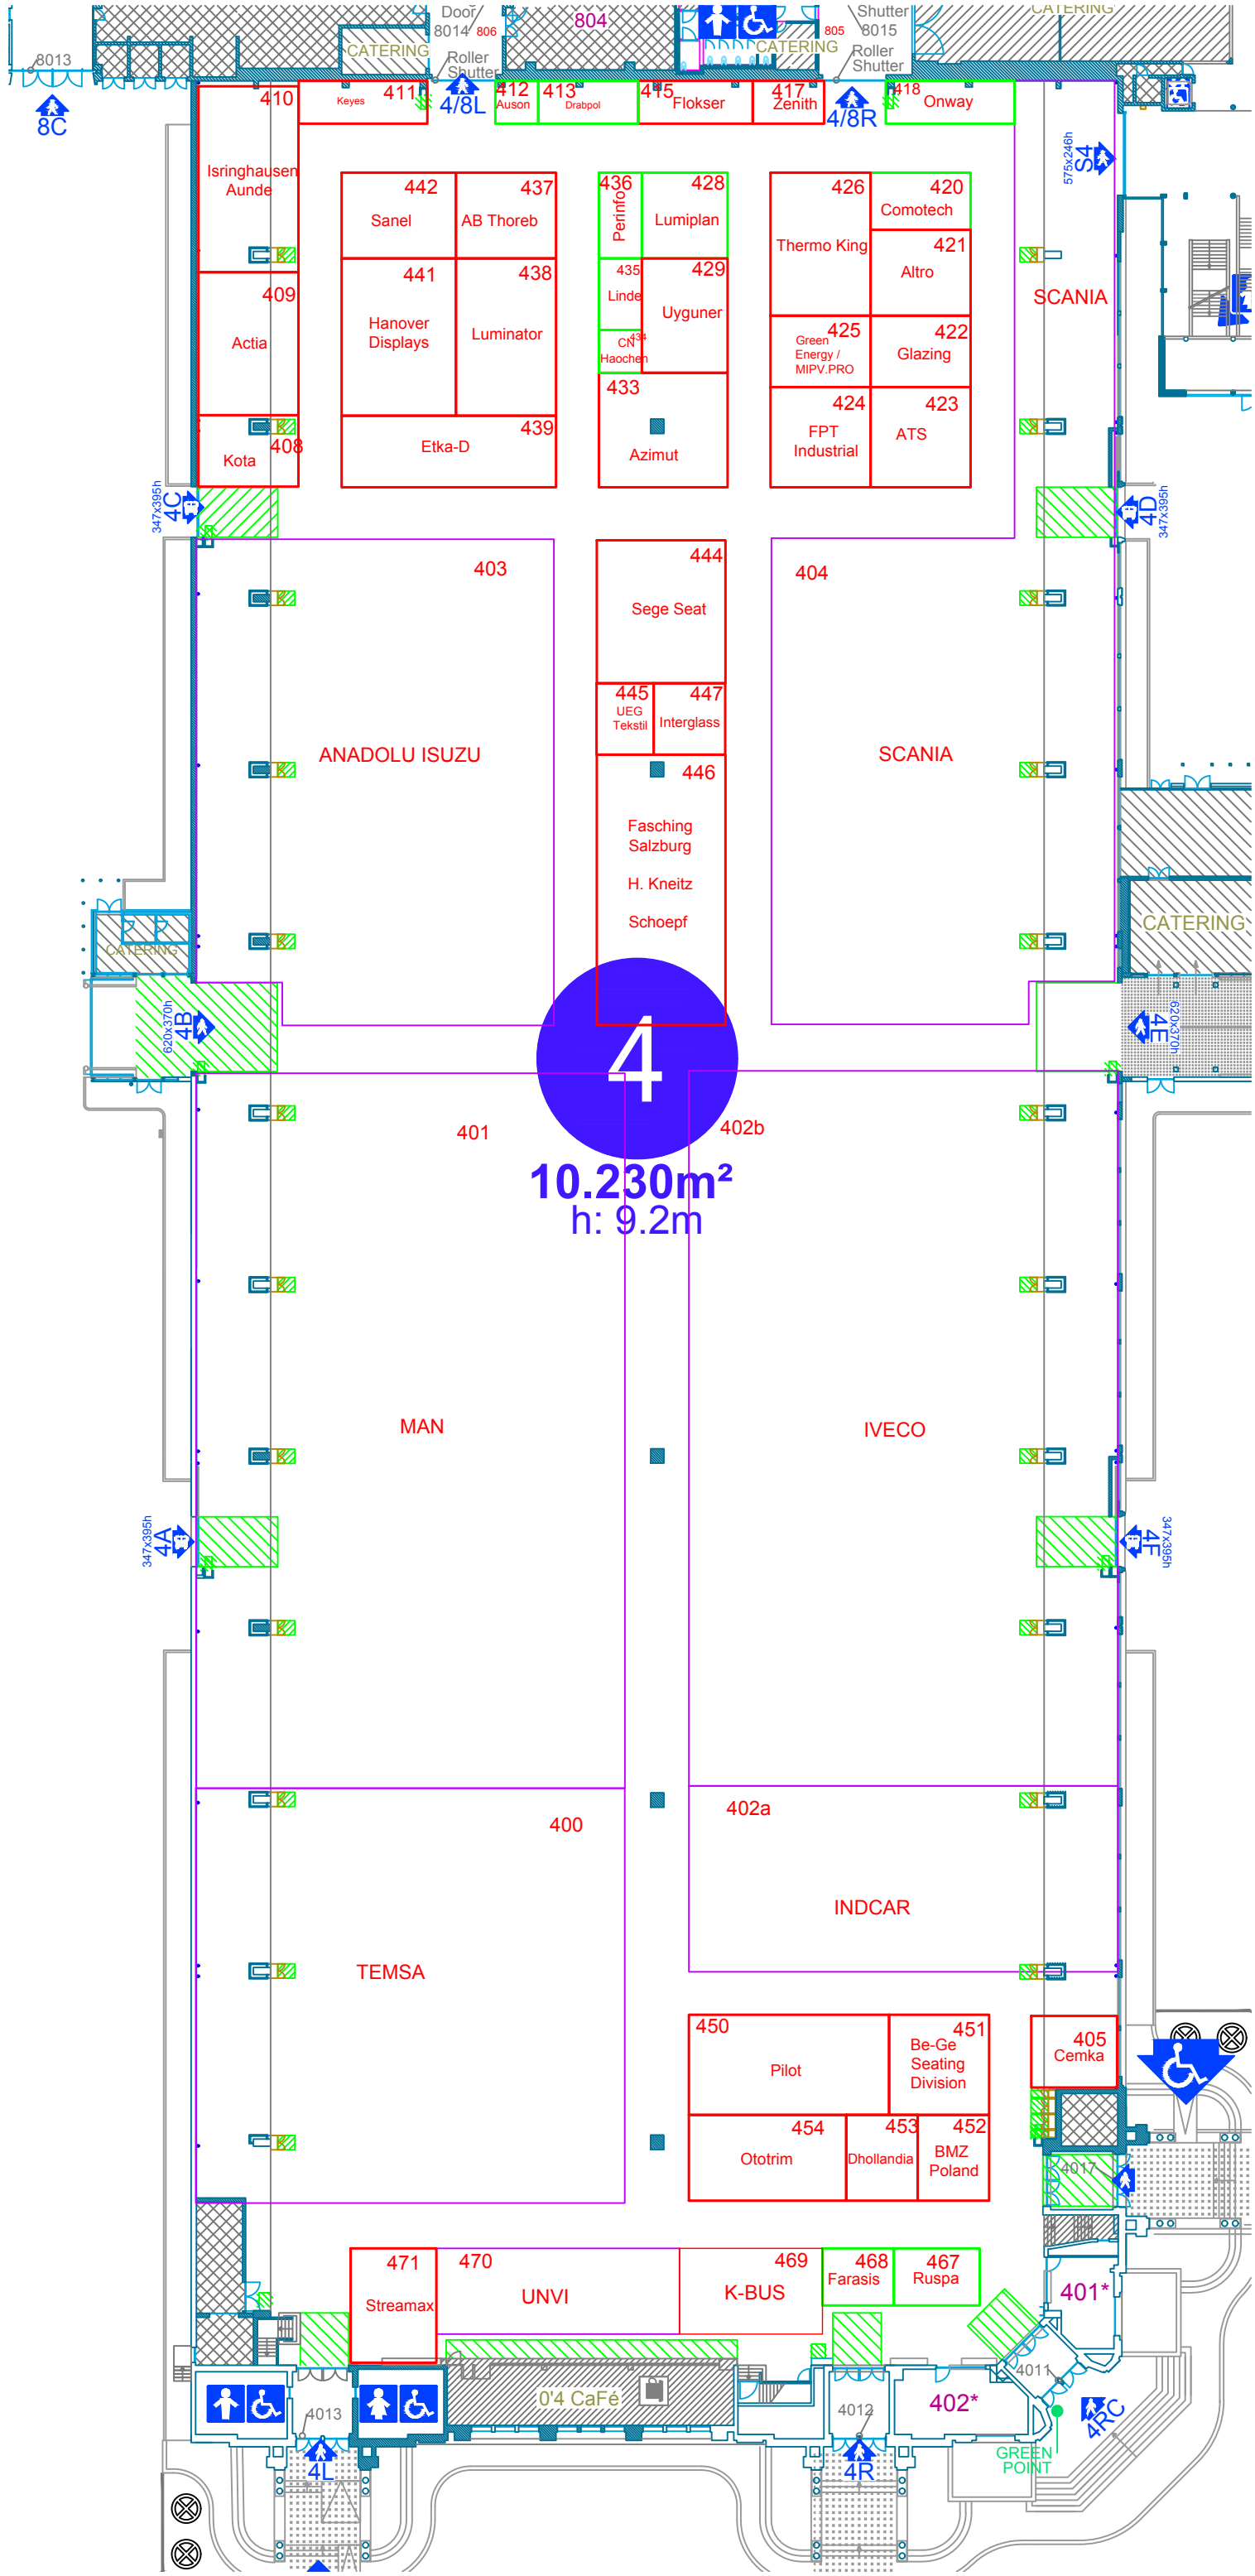 CATERING
Door
8014
806
804
805
Shutter
8015
CATERING
8013
Roller
Shutter
CATERING
Roller
Shutter
8C
410
411
Keyes
4/8L
412
Auson
413
Drabpol
415
Flokser
417
Zenith
4/8R
418
Onway
575x246h
S4
Isringhausen
Aunde
442
Sanel
437
AB Thoreb
436
Perinfo
428
Lumiplan
426
Thermo King
420
Comotech
421
Altro
SCANIA
409
Actia
441
Hanover
Displays
438
Luminator
435
Linde
429
Uyguner
434
CN
Haochen
425
Green
Energy /
MIPV.PRO
422
Glazing
433
Azimut
424
FPT
Industrial
423
ATS
408
Kota
439
Etka-D
347x395h
4C
4D
347x395h
403
ANADOLU ISUZU
444
Sege Seat
404
SCANIA
445
UEG
Tekstil
447
Interglass
446
Fasching
Salzburg
H. Kneitz
Schoepf
CATERING
CATERING
620x370h
4B
4E
620x370h
4
10.230m²
h: 9.2m
401
MAN
402b
IVECO
347x395h
4A
4F
347x395h
400
TEMSA
402a
INDCAR
450
Pilot
451
Be-Ge
Seating
Division
405
Cemka
454
Ototrim
453
Dhollandia
452
BMZ
Poland
4017
471
Streamax
470
UNVI
469
K-BUS
468
Farasis
467
Ruspa
401*
4011
0'4 CaFé
402*
4013
4012
4L
4R
4RC
GREEN
POINT